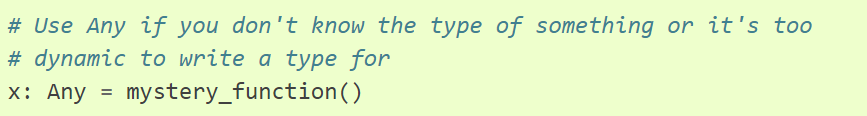 # Use Any if you don't know the type of something or it's too
# dynamic to write a type for
x: Any = mystery_function()